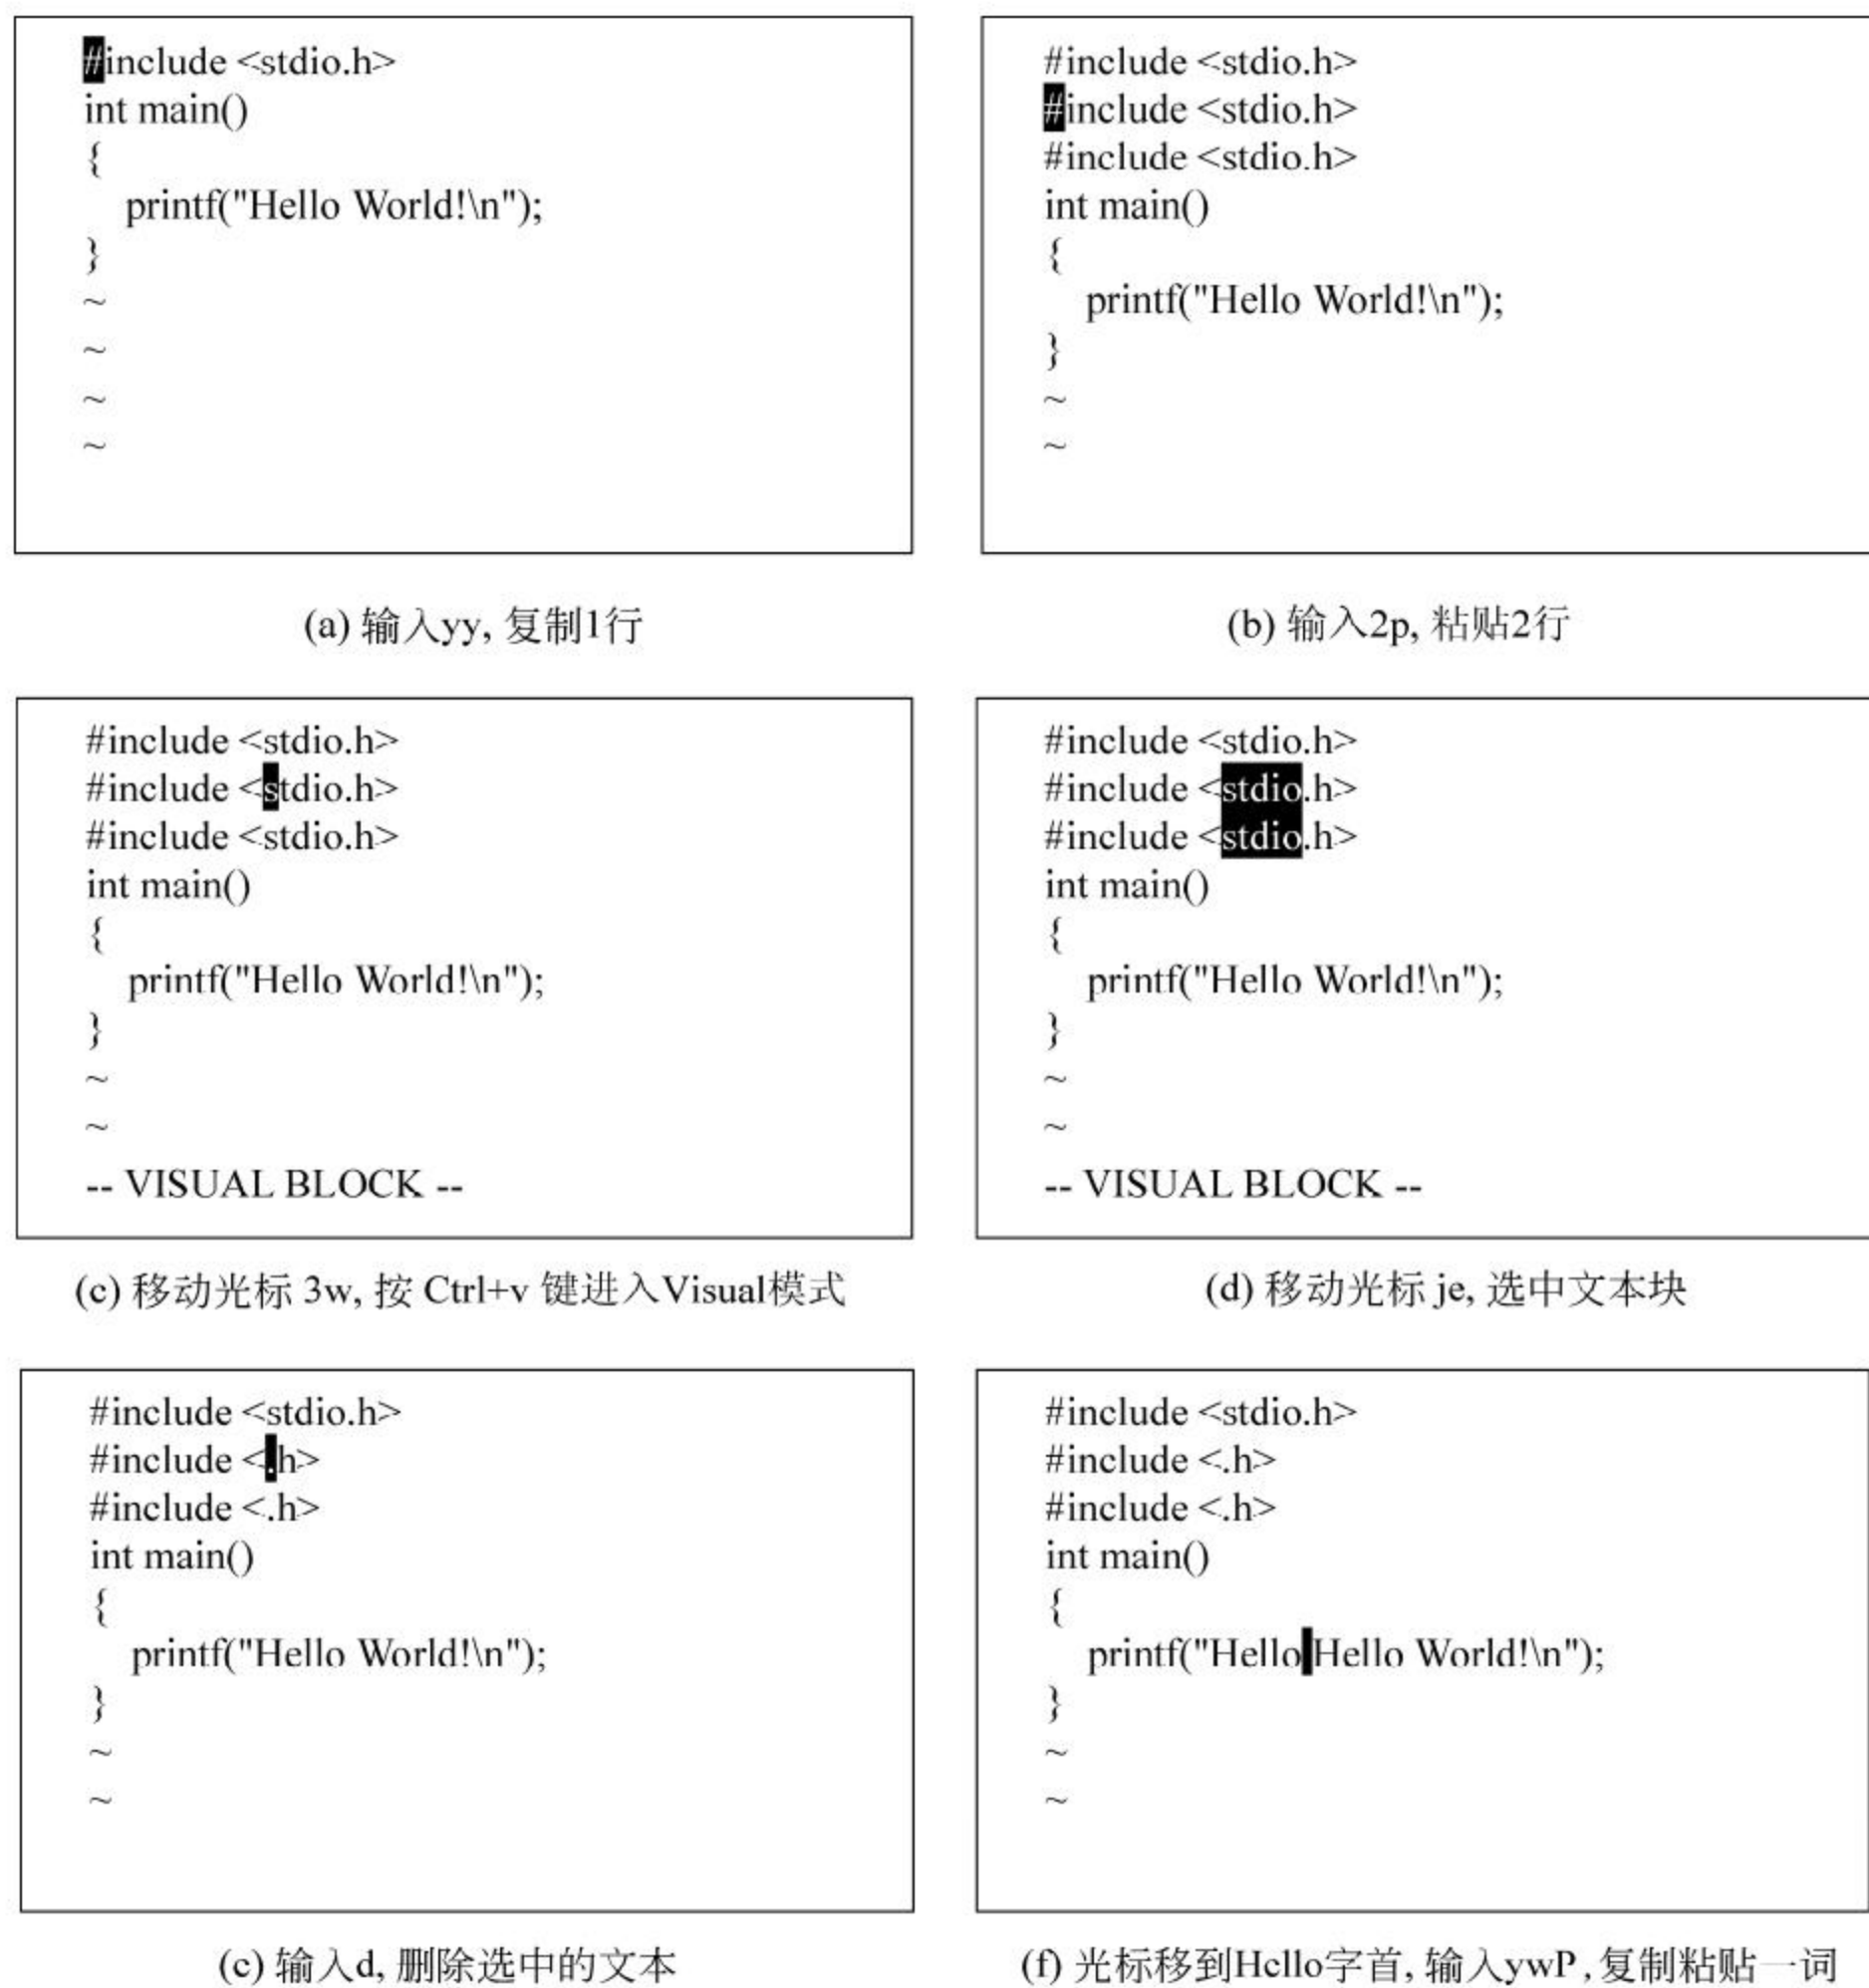 #include <stdio.h>
int main()
{
printf("Hello World!\n");
}
~
~
~
~
(a) 输入yy, 复制1行
#include <stdio.h>
#include <stdio.h>
#include <stdio.h>
int main()
{
printf("Hello World!\n");
}
~
~
(b) 输入2p, 粘贴2行
#include <stdio.h>
#include <stdio.h>
#include <stdio.h>
int main()
{
printf("Hello World!\n");
}
~
~
-- VISUAL BLOCK --
(c) 移动光标 3w, 按 Ctrl+v 键进入Visual模式
#include <stdio.h>
#include <stdio.h>
#include <stdio.h>
int main()
{
printf("Hello World!\n");
}
~
~
-- VISUAL BLOCK --
(d) 移动光标 je, 选中文本块
#include <stdio.h>
#include <.h>
#include <.h>
int main()
{
printf("Hello World!\n");
}
~
~
(e) 输入d, 删除选中的文本
#include <stdio.h>
#include <.h>
#include <.h>
int main()
{
printf("Hello Hello World!\n");
}
~
~
(f) 光标移到Hello字首, 输入ywP, 复制粘贴一词